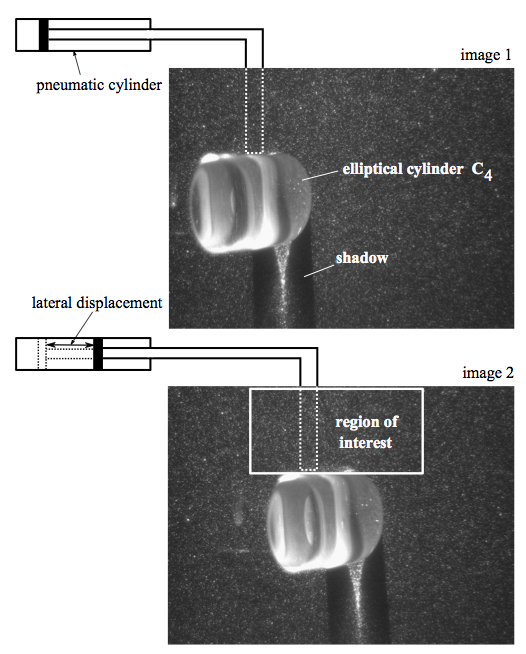 image 1
pneumatic cylinder
elliptical cylinder C4
shadow
lateral displacement
image 2
region of
interest